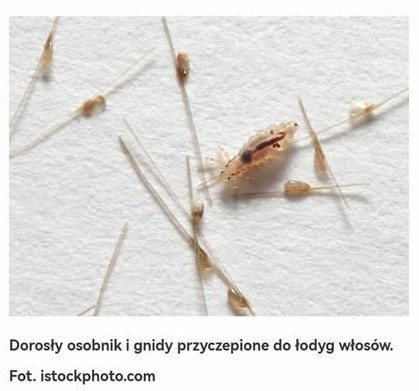 Dorosły osobnik i gnidy przyczepione do łodyg włosów.
Fot. istockphoto.com